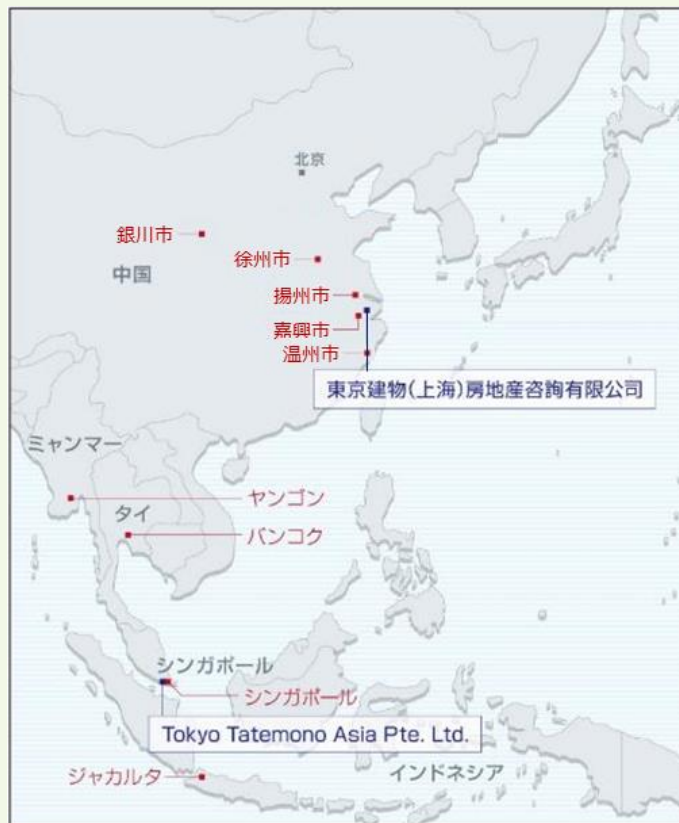 北京
銀川市
徐州市
中国
揚州市
嘉興市
温州市
東京建物(上海)房地産咨詢有限公司
ミャンマー
ヤンゴン
タイ
バンコク
シンガポール
シンガポール
Tokyo Tatemono Asia Pte. Ltd.
ジャカルタ
インドネシア